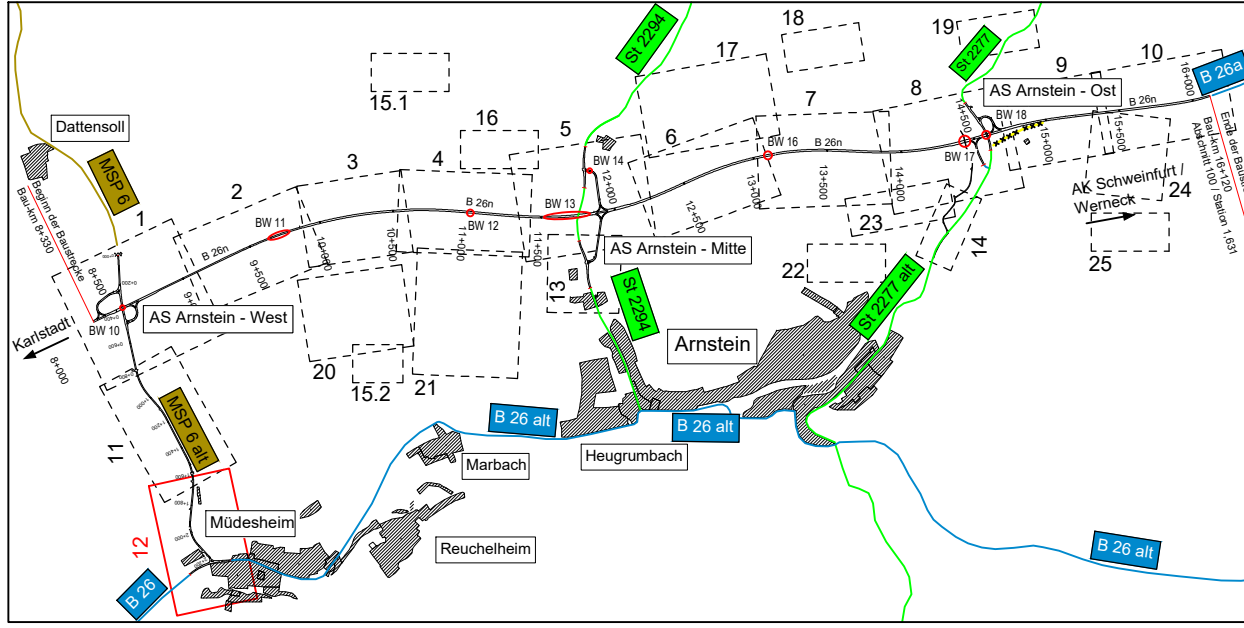 18
19
St 2294
17
St 2277
10
9
16+000
B 26a
15.1
8
AS Arnstein - Ost
7
B 26n
16
5
6
14+500
BW 18
15+500
Dattensoll
MSP 6
3
4
BW 14
BW 16
B 26n
BW 17
15+000
Ende der Baustrecke
Bau-km 16+120
Abschnitt 100 / Station 1,631
2
12+000
13+000
13+500
14+000
AK Schweinfurt /
Werneck
24
1
Beginn der Baustrecke
Bau-km 8+330
BW 11
B 26n
BW 12
BW 13
12+500
23
B 26n
10+000
10+500
11+000
11+500
AS Arnstein - Mitte
14
25
8+500
9+500
13
22
BW 10
AS Arnstein - West
St 2294
St 2277 alt
Karlstadt
8+000
20
15.2
21
Arnstein
MSP 6 alt
11
B 26 alt
B 26 alt
Heugrumbach
Marbach
12
Müdesheim
Reuchelheim
B 26 alt
B 26